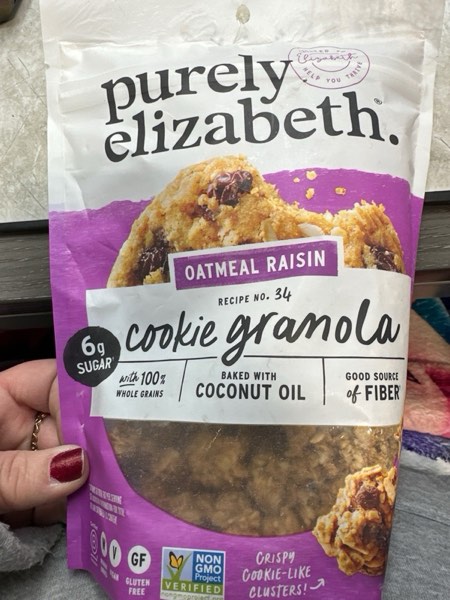 Elizabeth
HELP YOU THRIVE
purely
elizabeth®.
OATMEAL RAISIN
RECIPE NO. 34
cookie granola
6g
SUGAR
with 100%
WHOLE GRAINS
BAKED WITH
COCONUT OIL
GOOD SOURCE
of FIBER
V
GF
GLUTEN
FREE
NON
GMO
Project
VERIFIED
CRISPY
COOKIE-LIKE
CLUSTERS!